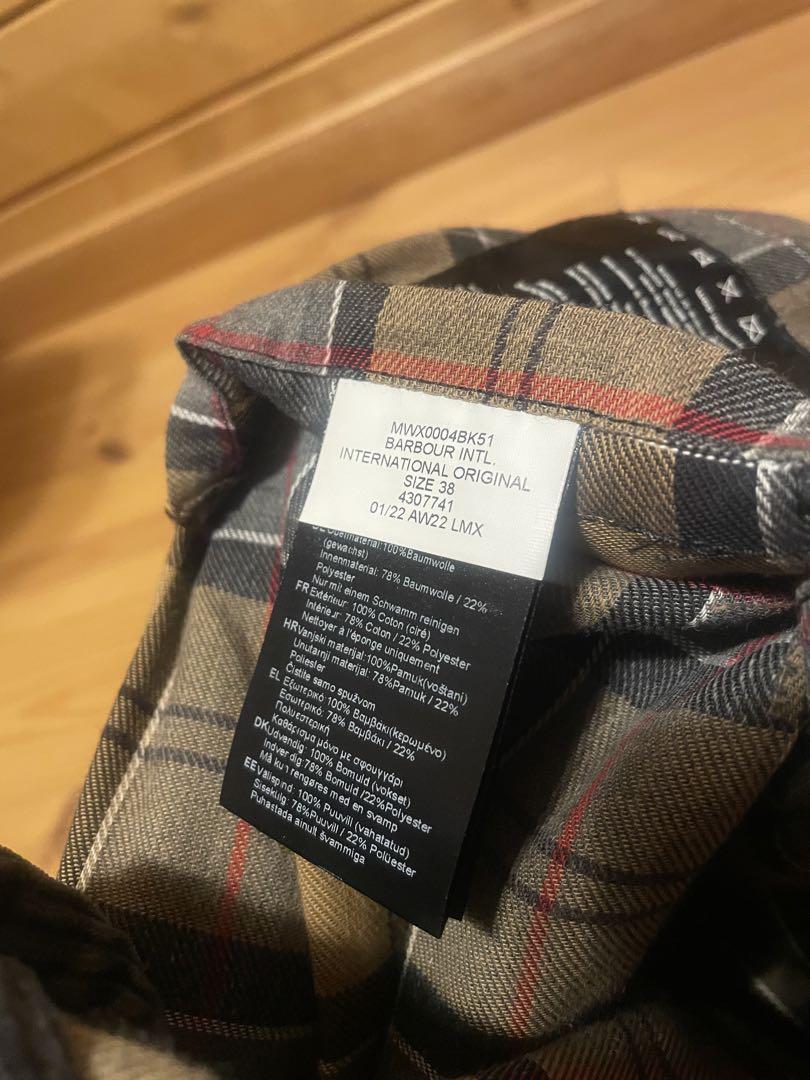 MWX0004BK51
BARBOUR INTL.
INTERNATIONAL ORIGINAL
SIZE 38
4307741
01/22 AW22 LMX
Obermaterial:100%Baumwolle
(gewachst)
Innenmaterial: 78% Baumwolle / 22%
Polyester
Nur mit einem Schwamm reinigen
FR Extérieur: 100% Coton (ciré)
Intérieur: 78% Coton / 22% Polyester
Nettoyer à l'éponge uniquement
HR Vanjski materijal:100%Pamuk(voštani)
Unutarnji materijal: 78%Pamuk / 22%
Poliester
Čistite samo spužvom
EL Εξωτερικό: 100% Βαμβάκι(κερωμένο)
Εσωτερικό: 78% Βαμβάκι / 22%
Πολυεστερική
Καθάρισμα μόνο με σφουγγάρι
DK Udvendig: 100% Bomuld (vokset)
Indvendig:78% Bomuld /22%Polyester
Må kun rengøres med en svamp
EE Välispind: 100% Puuvill (vahatatud)
Sisekülg: 78%Puuvill / 22% Polüester
Puhastada ainult švammiga